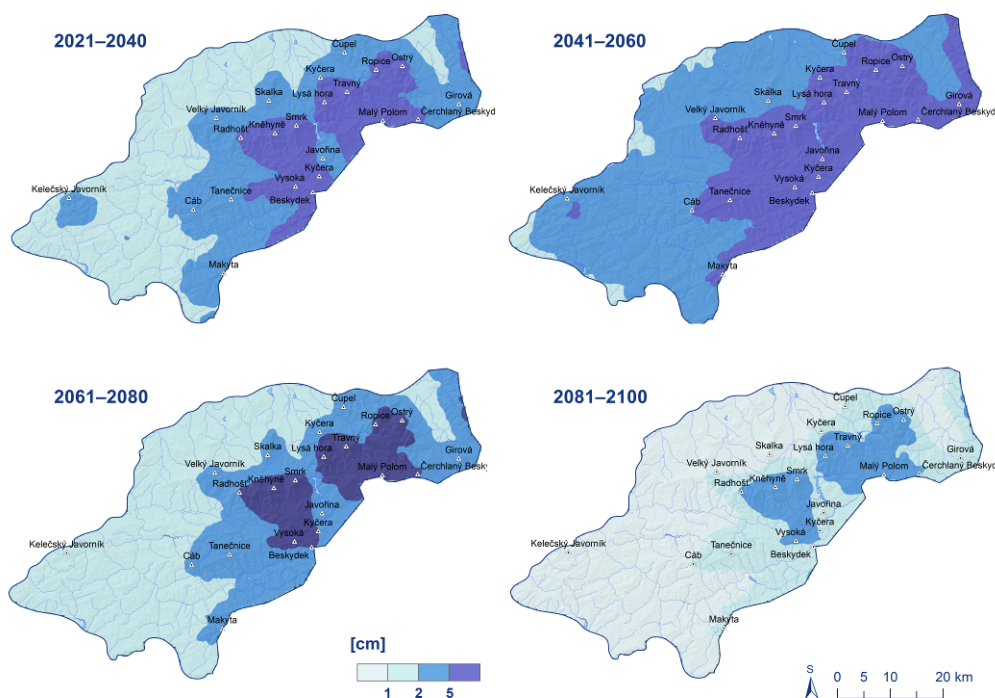 2021–2040
Čupel
Ropice
Ostrý
Kyčera
Travný
Skalka
Lysá hora
Girová
Velký Javorník
Malý Polom
Čerchlaný Beskyd
Smrk
Kněhyně
Radhošť
Javořina
Kyčera
Vysoká
Kelečský Javorník
Tanečnice
Beskydek
Cáb
Makyta
2041–2060
Čupel
Ropice
Ostrý
Kyčera
Travný
Skalka
Lysá hora
Girová
Velký Javorník
Malý Polom
Čerchlaný Beskyd
Smrk
Kněhyně
Radhošť
Javořina
Kyčera
Vysoká
Kelečský Javorník
Tanečnice
Beskydek
Cáb
Makyta
2061–2080
Čupel
Ropice
Ostrý
Kyčera
Travný
Skalka
Lysá hora
Girová
Velký Javorník
Malý Polom
Čerchlaný Beskyd
Smrk
Kněhyně
Radhošť
Javořina
Kyčera
Vysoká
Kelečský Javorník
Tanečnice
Beskydek
Cáb
Makyta
2081–2100
Čupel
Ropice
Ostrý
Kyčera
Travný
Skalka
Lysá hora
Girová
Velký Javorník
Malý Polom
Čerchlaný Beskyd
Smrk
Kněhyně
Radhošť
Javořina
Kyčera
Vysoká
Kelečský Javorník
Tanečnice
Beskydek
Cáb
Makyta
[cm]
1 2 5
S
0 5 10 20 km